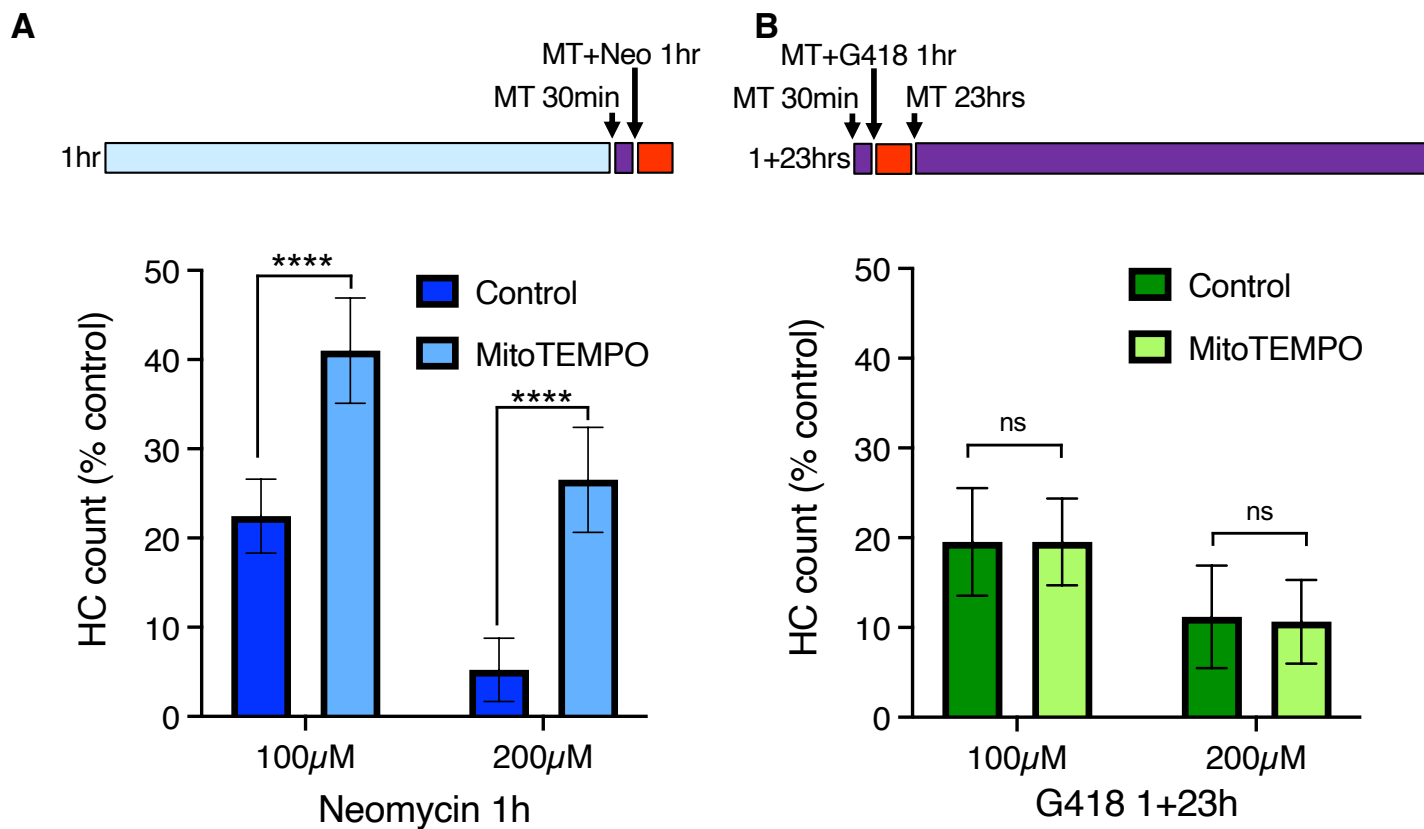 A
MT+Neo 1hr
MT 30min
1hr
****
50
40
30
20
10
0
HC count (% control)
Control
MitoTEMPO
****
100µM
200µM
Neomycin 1h
B
MT+G418 1hr
MT 30min
MT 23hrs
1+23hrs
50
40
30
20
10
0
HC count (% control)
Control
MitoTEMPO
ns
ns
100µM
200µM
G418 1+23h